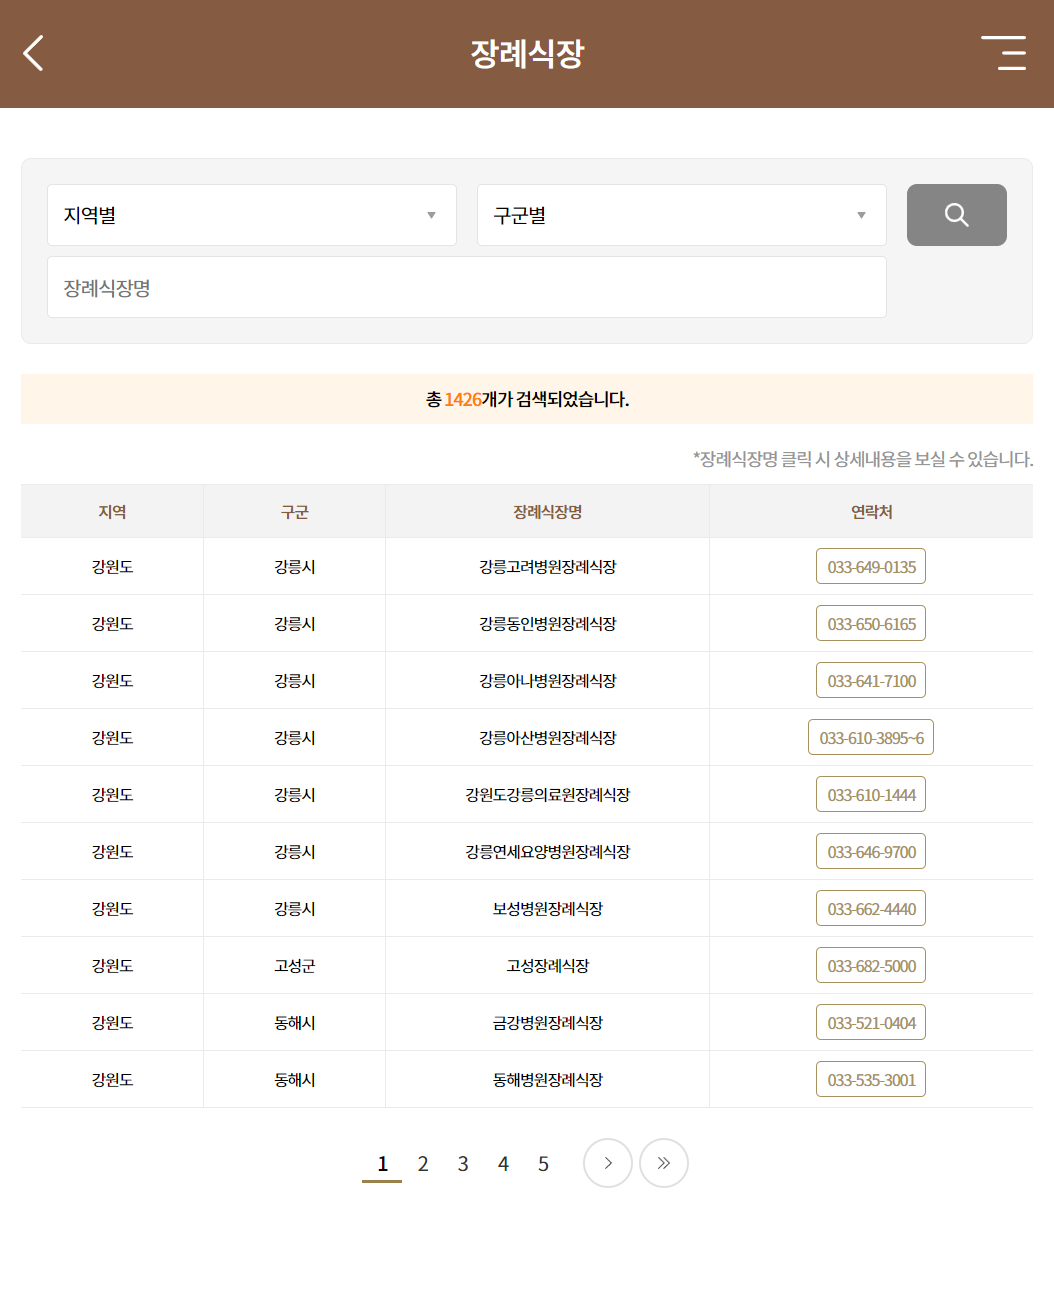 장례식장
지역별
구군별
장례식장명
총 1426개가 검색되었습니다.
*장례식장명 클릭 시 상세내용을 보실 수 있습니다.
지역 구군 장례식장명 연락처
강원도 강릉시 강릉고려병원장례식장 033-649-0135
강원도 강릉시 강릉동인병원장례식장 033-650-6165
강원도 강릉시 강릉아나병원장례식장 033-641-7100
강원도 강릉시 강릉아산병원장례식장 033-610-3895~6
강원도 강릉시 강원도강릉의료원장례식장 033-610-1444
강원도 강릉시 강릉연세요양병원장례식장 033-646-9700
강원도 강릉시 보성병원장례식장 033-662-4440
강원도 고성군 고성장례식장 033-682-5000
강원도 동해시 금강병원장례식장 033-521-0404
강원도 동해시 동해병원장례식장 033-535-3001
1 2 3 4 5